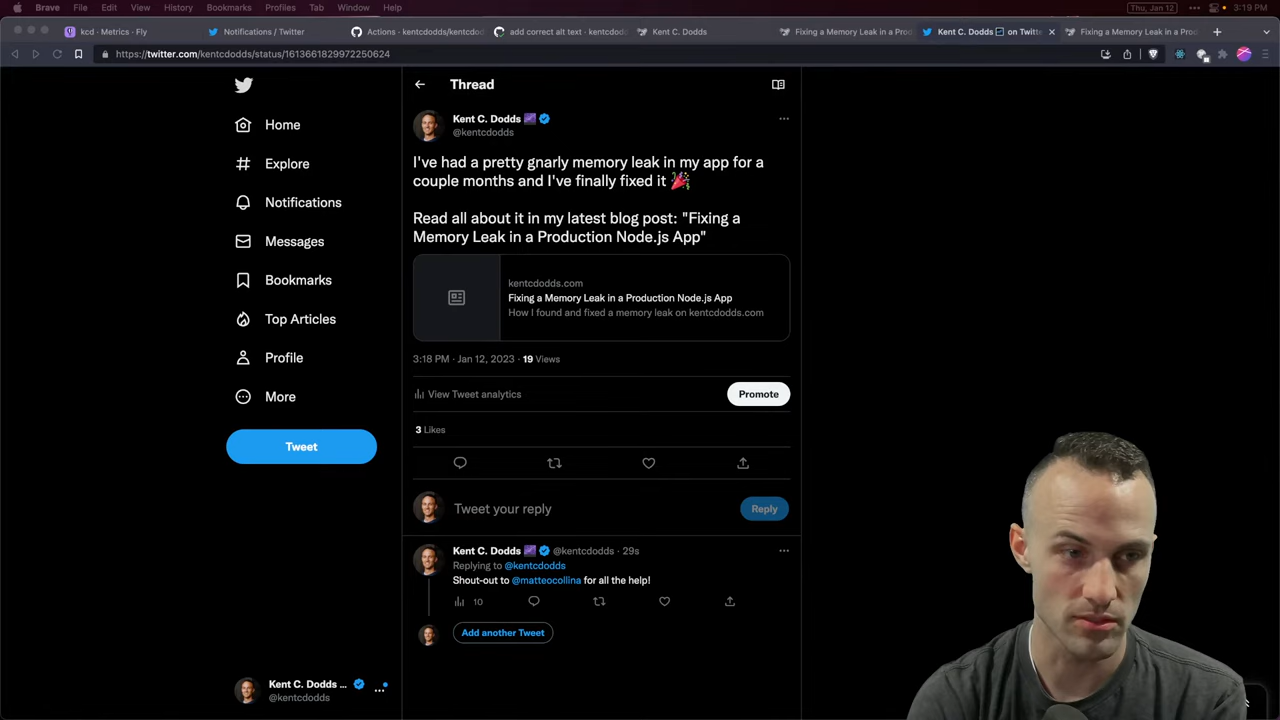 Brave File Edit View History Bookmarks Profiles Tab Window Help
Thu, Jan 12 3:19 PM
kcd - Metrics · Fly
Notifications / Twitter
Actions · kentcdodds/kentcdod
add correct alt text · kentcdodd
Kent C. Dodds
Fixing a Memory Leak in a Prod
Kent C. Dodds on Twitte
Fixing a Memory Leak in a Prod
https://twitter.com/kentcdodds/status/1613661829972250624
Home
Explore
Notifications
Messages
Bookmarks
Top Articles
Profile
More
Tweet
Kent C. Dodds ...
@kentcdodds
Thread
Kent C. Dodds
@kentcdodds
I've had a pretty gnarly memory leak in my app for a
couple months and I've finally fixed it 🎉
Read all about it in my latest blog post: "Fixing a
Memory Leak in a Production Node.js App"
kentcdodds.com
Fixing a Memory Leak in a Production Node.js App
How I found and fixed a memory leak on kentcdodds.com
3:18 PM · Jan 12, 2023 · 19 Views
View Tweet analytics
Promote
3 Likes
Tweet your reply
Reply
Kent C. Dodds @kentcdodds · 29s
Replying to @kentcdodds
Shout-out to @matteocollina for all the help!
10
Add another Tweet